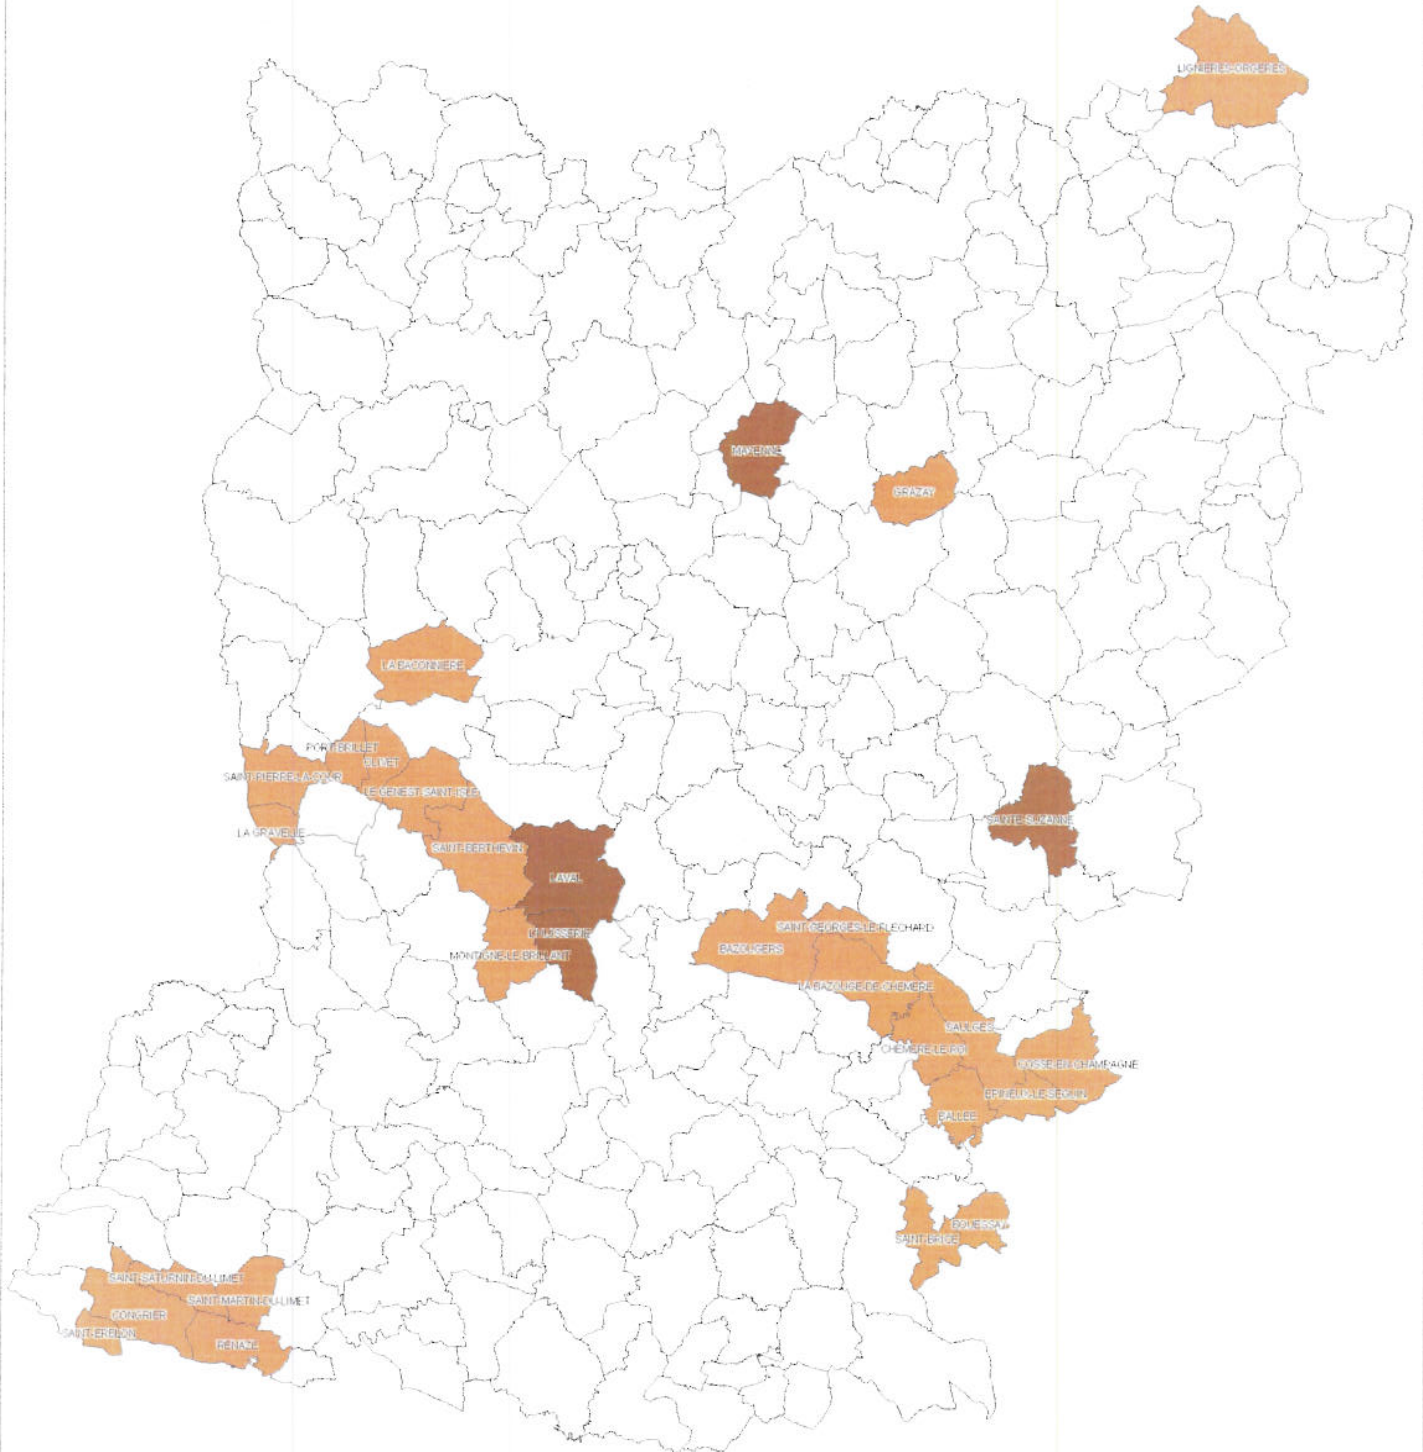 LIGNIERES-ORGERES
MAYENNE
GRAZAY
LA BACONNIERE
PORT-BRILLET
OLIVET
SAINT-PIERRE-LA-COUR
LE GENEST-SAINT-ISLE
LA GRAVELLE
SAINT-BERTHEVIN
SAINTE-SUZANNE
LAVAL
SAINT-GEORGES-LE-FLECHARD
L'HUISSERIE
BAZOUGERS
MONTIGNE-LE-BRILLANT
LA BAZOUGE-DE-CHEMERE
SAULGES
CHEMERE-LE-ROI
COSSE-EN-CHAMPAGNE
EPINEUX-LE-SEGUIN
BALLEE
BOUESSAY
SAINT-BRICE
SAINT-SATURNIN-DU-LIMET
SAINT-MARTIN-DU-LIMET
CONGRIER
SAINT-ERBLON
RENAZE